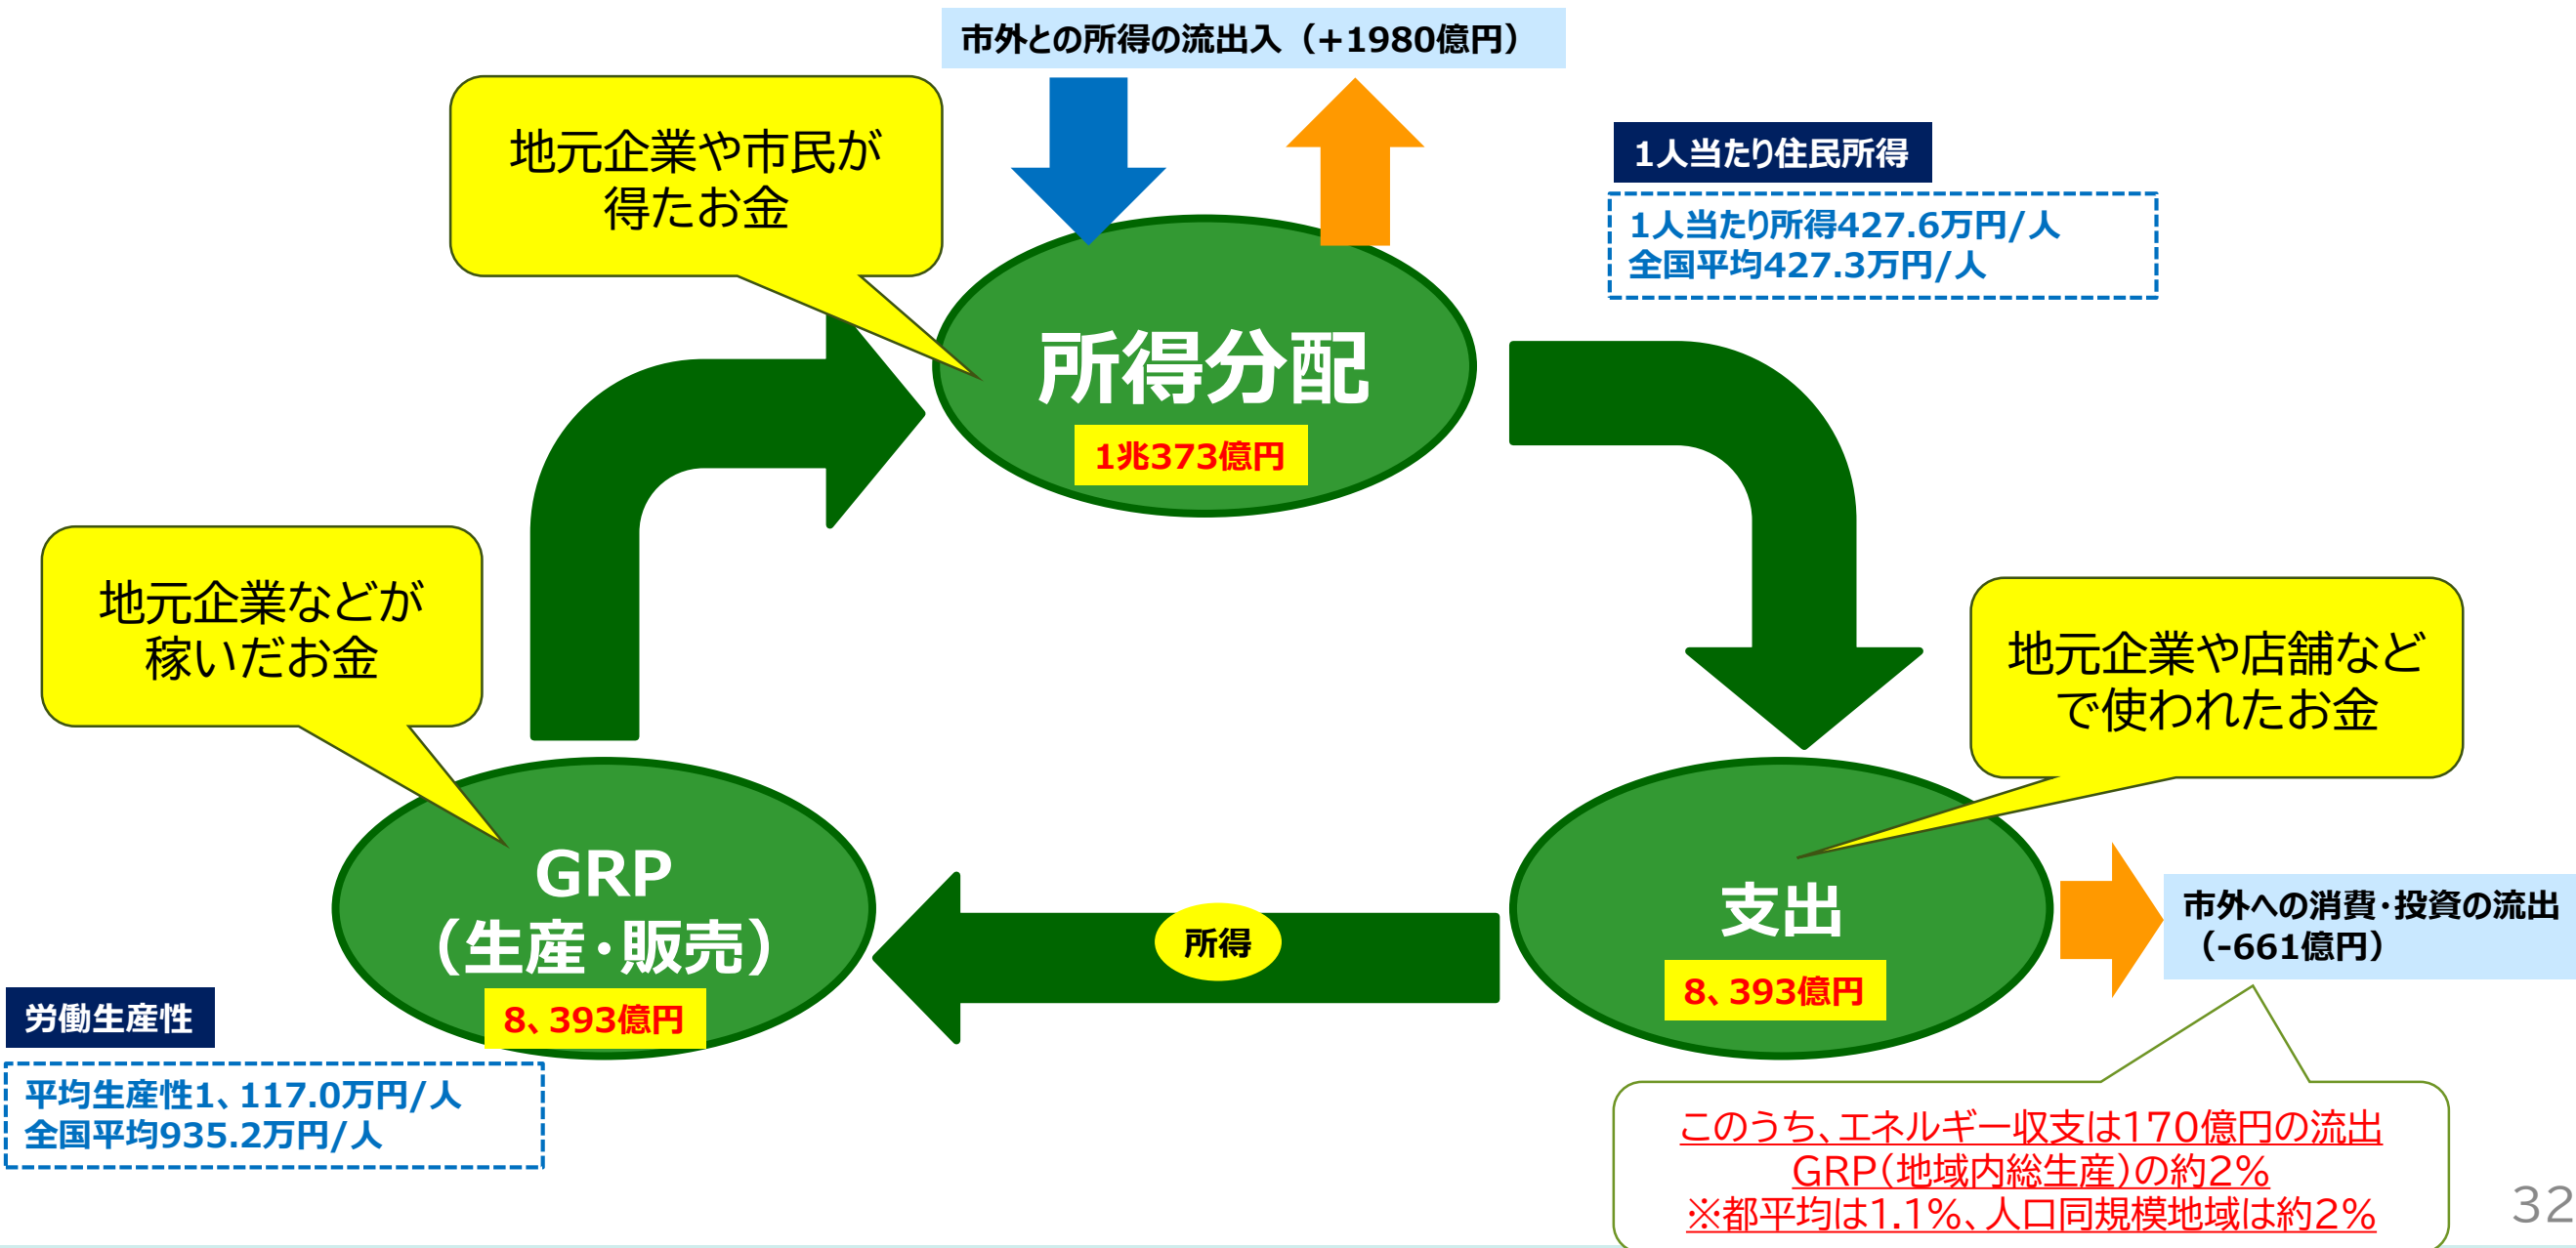 市外との所得の流出入（+1980億円）
地元企業や市民が
得たお金
1人当たり住民所得
1人当たり所得427.6万円/人
全国平均427.3万円/人
所得分配
1兆373億円
地元企業などが
稼いだお金
地元企業や店舗など
で使われたお金
GRP
（生産・販売）
8、393億円
所得
支出
8、393億円
市外への消費・投資の流出
（-661億円）
労働生産性
平均生産性1、117.0万円/人
全国平均935.2万円/人
このうち、エネルギー収支は170億円の流出
GRP（地域内総生産）の約2%
※都平均は1.1%、人口同規模地域は約2%
32